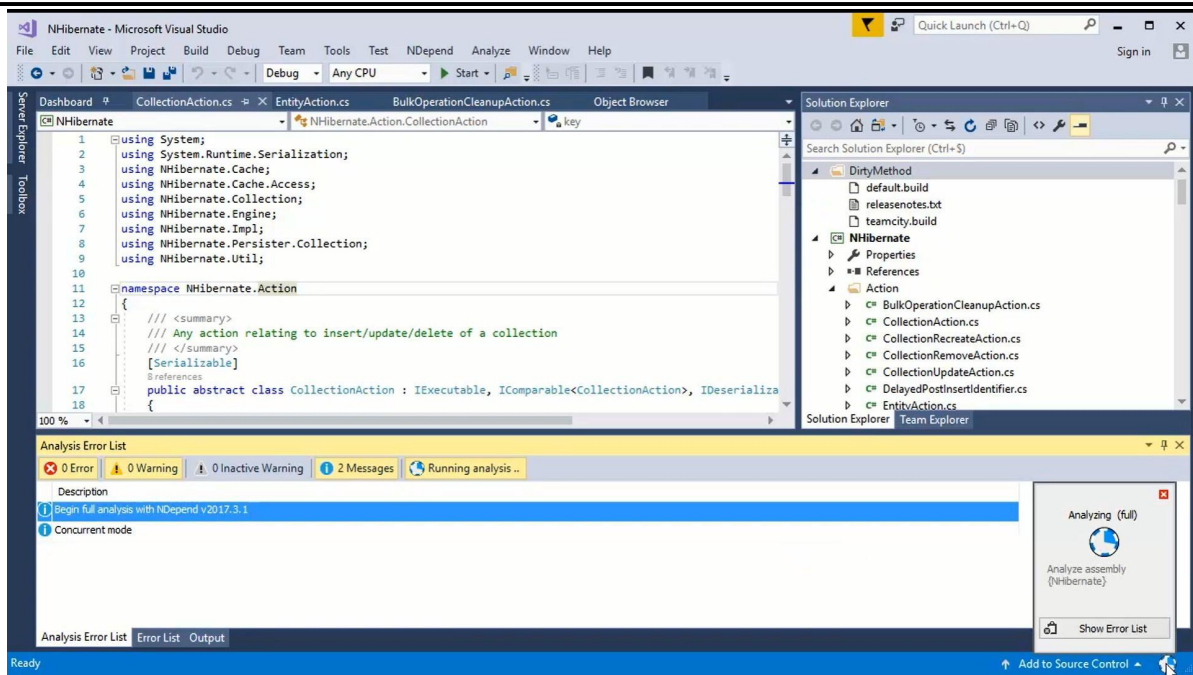 NHibernate - Microsoft Visual Studio
Quick Launch (Ctrl+Q)
File Edit View Project Build Debug Team Tools Test NDepend Analyze Window Help
Sign in
Debug Any CPU Start
Server Explorer
Toolbox
Dashboard CollectionAction.cs EntityAction.cs BulkOperationCleanupAction.cs Object Browser
C# NHibernate NHibernate.Action.CollectionAction key
1 using System;
2 using System.Runtime.Serialization;
3 using NHibernate.Cache;
4 using NHibernate.Cache.Access;
5 using NHibernate.Collection;
6 using NHibernate.Engine;
7 using NHibernate.Impl;
8 using NHibernate.Persister.Collection;
9 using NHibernate.Util;
10
11 namespace NHibernate.Action
12 {
13 /// <summary>
14 /// Any action relating to insert/update/delete of a collection
15 /// </summary>
16 [Serializable]
8 references
17 public abstract class CollectionAction : IExecutable, IComparable<CollectionAction>, IDeserializa
18 {
100 %
Solution Explorer
Search Solution Explorer (Ctrl+$)
DirtyMethod
default.build
releasenotes.txt
teamcity.build
C# NHibernate
Properties
References
Action
C# BulkOperationCleanupAction.cs
C# CollectionAction.cs
C# CollectionRecreateAction.cs
C# CollectionRemoveAction.cs
C# CollectionUpdateAction.cs
C# DelayedPostInsertIdentifier.cs
C# EntityAction.cs
Solution Explorer Team Explorer
Analysis Error List
0 Error 0 Warning 0 Inactive Warning 2 Messages Running analysis ..
Description
Begin full analysis with NDepend v2017.3.1
Concurrent mode
Analyzing (full)
Analyze assembly
{NHibernate}
Show Error List
Analysis Error List Error List Output
Ready
Add to Source Control